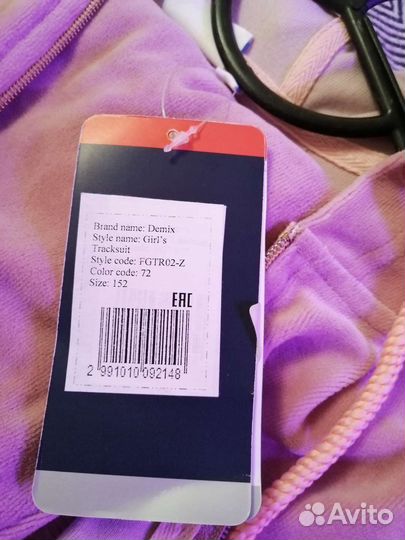 Brand name: Demix
Style name: Girl's
Tracksuit
Style code: FGTR02-Z
Color code: 72
Size: 152
EAC
2 991010 092148
Avito